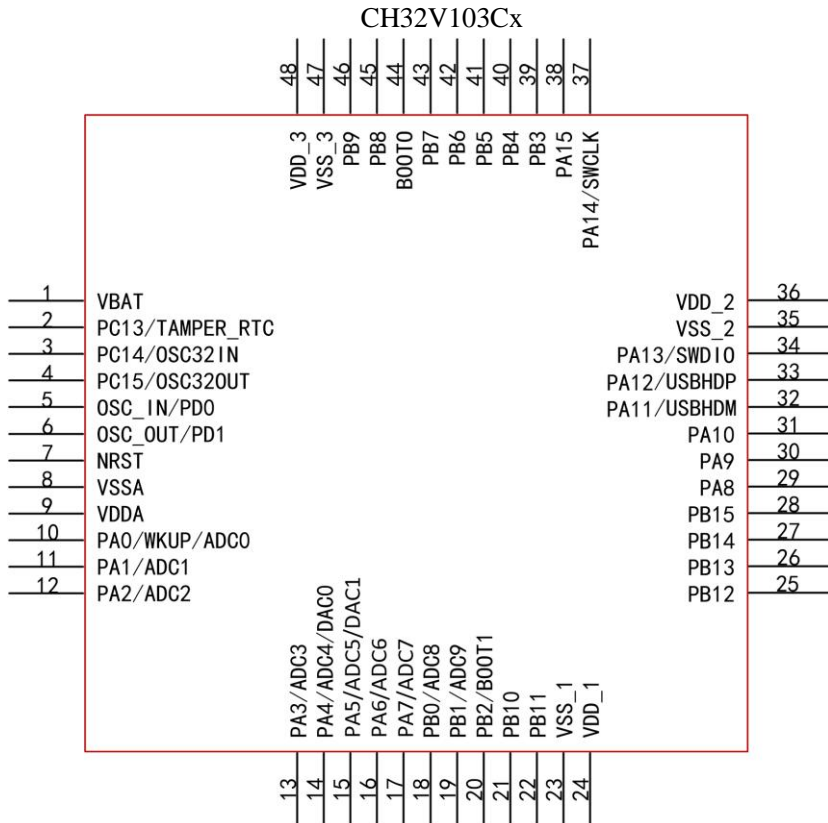 CH32V103Cx
48 47 46 45 44 43 42 41 40 39 38 37
VDD_3 VSS_3 PB9 PB8 BOOT0 PB7 PB6 PB5 PB4 PB3 PA15 PA14/SWCLK
1 VBAT
2 PC13/TAMPER_RTC
3 PC14/OSC32IN
4 PC15/OSC32OUT
5 OSC_IN/PD0
6 OSC_OUT/PD1
7 NRST
8 VSSA
9 VDDA
10 PA0/WKUP/ADC0
11 PA1/ADC1
12 PA2/ADC2
VDD_2 36
VSS_2 35
PA13/SWDIO 34
PA12/USBHDP 33
PA11/USBHDM 32
PA10 31
PA9 30
PA8 29
PB15 28
PB14 27
PB13 26
PB12 25
PA3/ADC3 PA4/ADC4/DAC0 PA5/ADC5/DAC1 PA6/ADC6 PA7/ADC7 PB0/ADC8 PB1/ADC9 PB2/BOOT1 PB10 PB11 VSS_1 VDD_1
13 14 15 16 17 18 19 20 21 22 23 24